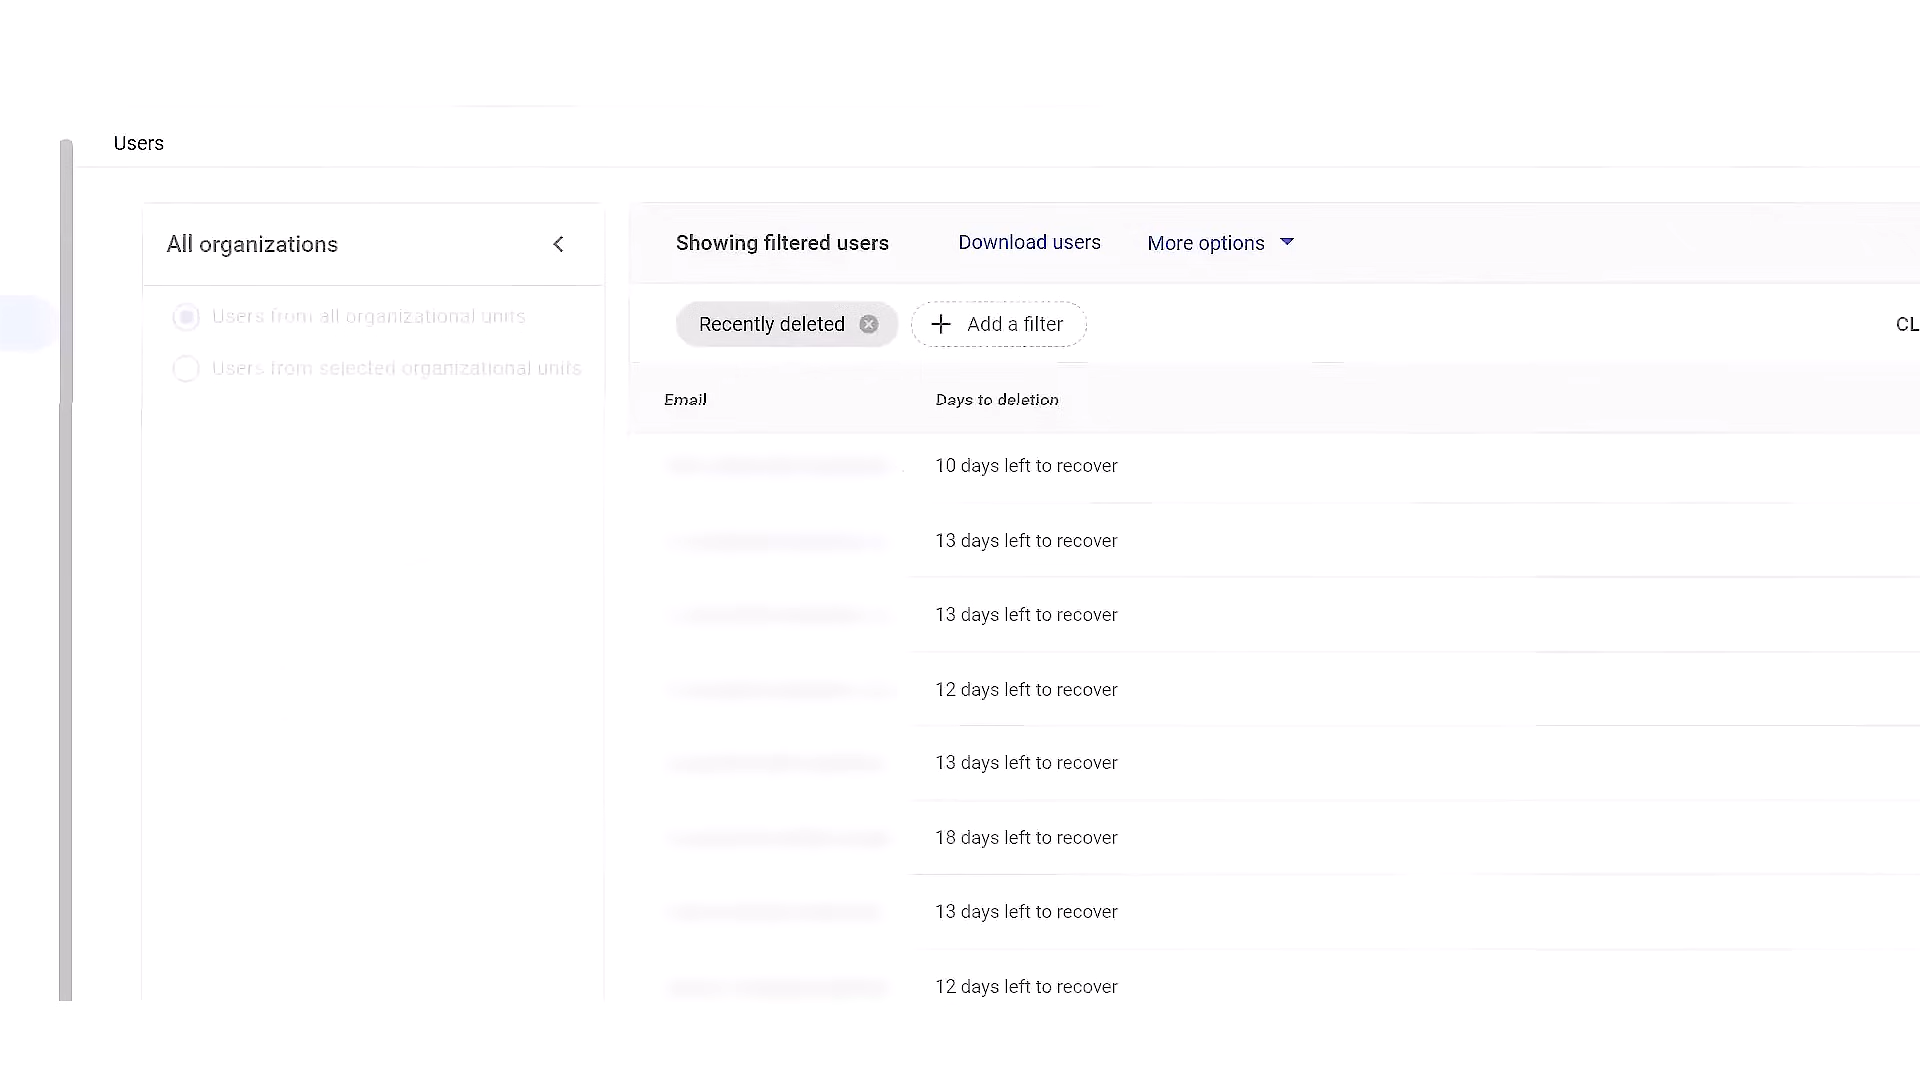 Users
All organizations
Users from all organizational units
Users from selected organizational units
Showing filtered users
Download users
More options
Recently deleted
Add a filter
CL
Email
Days to deletion
10 days left to recover
13 days left to recover
13 days left to recover
12 days left to recover
13 days left to recover
18 days left to recover
13 days left to recover
12 days left to recover